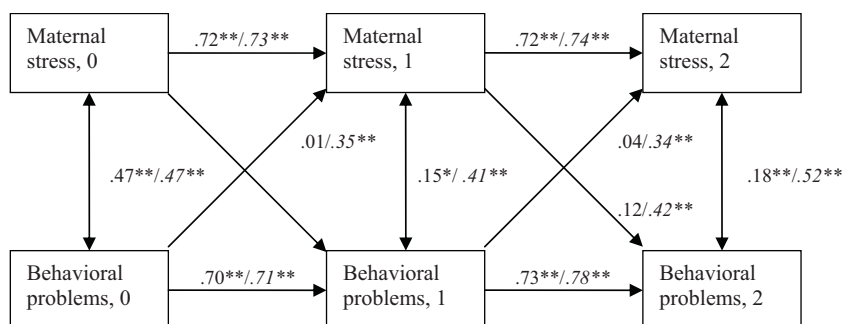 Maternal
stress, 0
.72**/.73**
Maternal
stress, 1
.72**/.74**
Maternal
stress, 2
.47**/.47**
.01/.35**
.15*/.41**
.04/.34**
.12/.42**
.18**/.52**
Behavioral
problems, 0
.70**/.71**
Behavioral
problems, 1
.73**/.78**
Behavioral
problems, 2